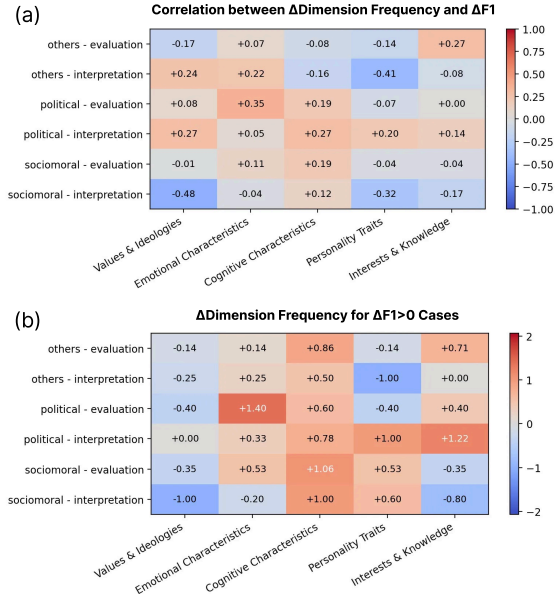 (a)
Correlation between ΔDimension Frequency and ΔF1
others - evaluation -0.17 +0.07 -0.08 -0.14 +0.27
others - interpretation +0.24 +0.22 -0.16 -0.41 -0.08
political - evaluation +0.08 +0.35 +0.19 -0.07 +0.00
political - interpretation +0.27 +0.05 +0.27 +0.20 +0.14
sociomoral - evaluation -0.01 +0.11 +0.19 -0.04 -0.04
sociomoral - interpretation -0.48 -0.04 +0.12 -0.32 -0.17
1.00
0.75
0.50
0.25
0.00
−0.25
−0.50
−0.75
−1.00
Values & Ideologies
Emotional Characteristics
Cognitive Characteristics
Personality Traits
Interests & Knowledge
(b)
ΔDimension Frequency for ΔF1>0 Cases
others - evaluation -0.14 +0.14 +0.86 -0.14 +0.71
others - interpretation -0.25 +0.25 +0.50 -1.00 +0.00
political - evaluation -0.40 +1.40 +0.60 -0.40 +0.40
political - interpretation +0.00 +0.33 +0.78 +1.00 +1.22
sociomoral - evaluation -0.35 +0.53 +1.06 +0.53 -0.35
sociomoral - interpretation -1.00 -0.20 +1.00 +0.60 -0.80
2
1
0
−1
−2
Values & Ideologies
Emotional Characteristics
Cognitive Characteristics
Personality Traits
Interests & Knowledge